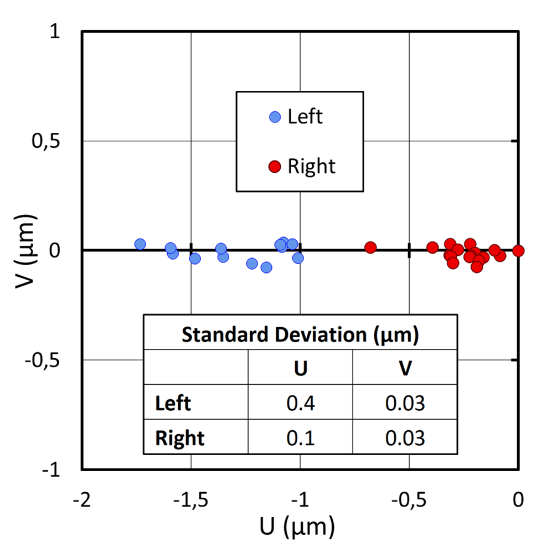 1
0,5
0
-0,5
-1
V (µm)
Left
Right
Standard Deviation (µm)
U V
Left 0.4 0.03
Right 0.1 0.03
-2 -1,5 -1 -0,5 0
U (µm)